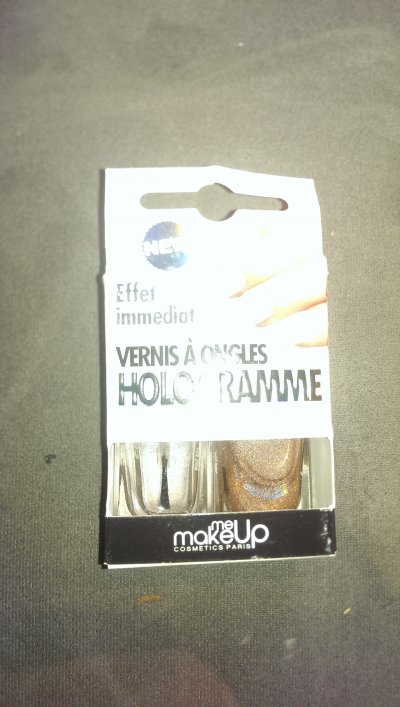 NEW
Effet
immediat
VERNIS À ONGLES
HOLOGRAMME
me
makeUp
COSMETICS PARIS